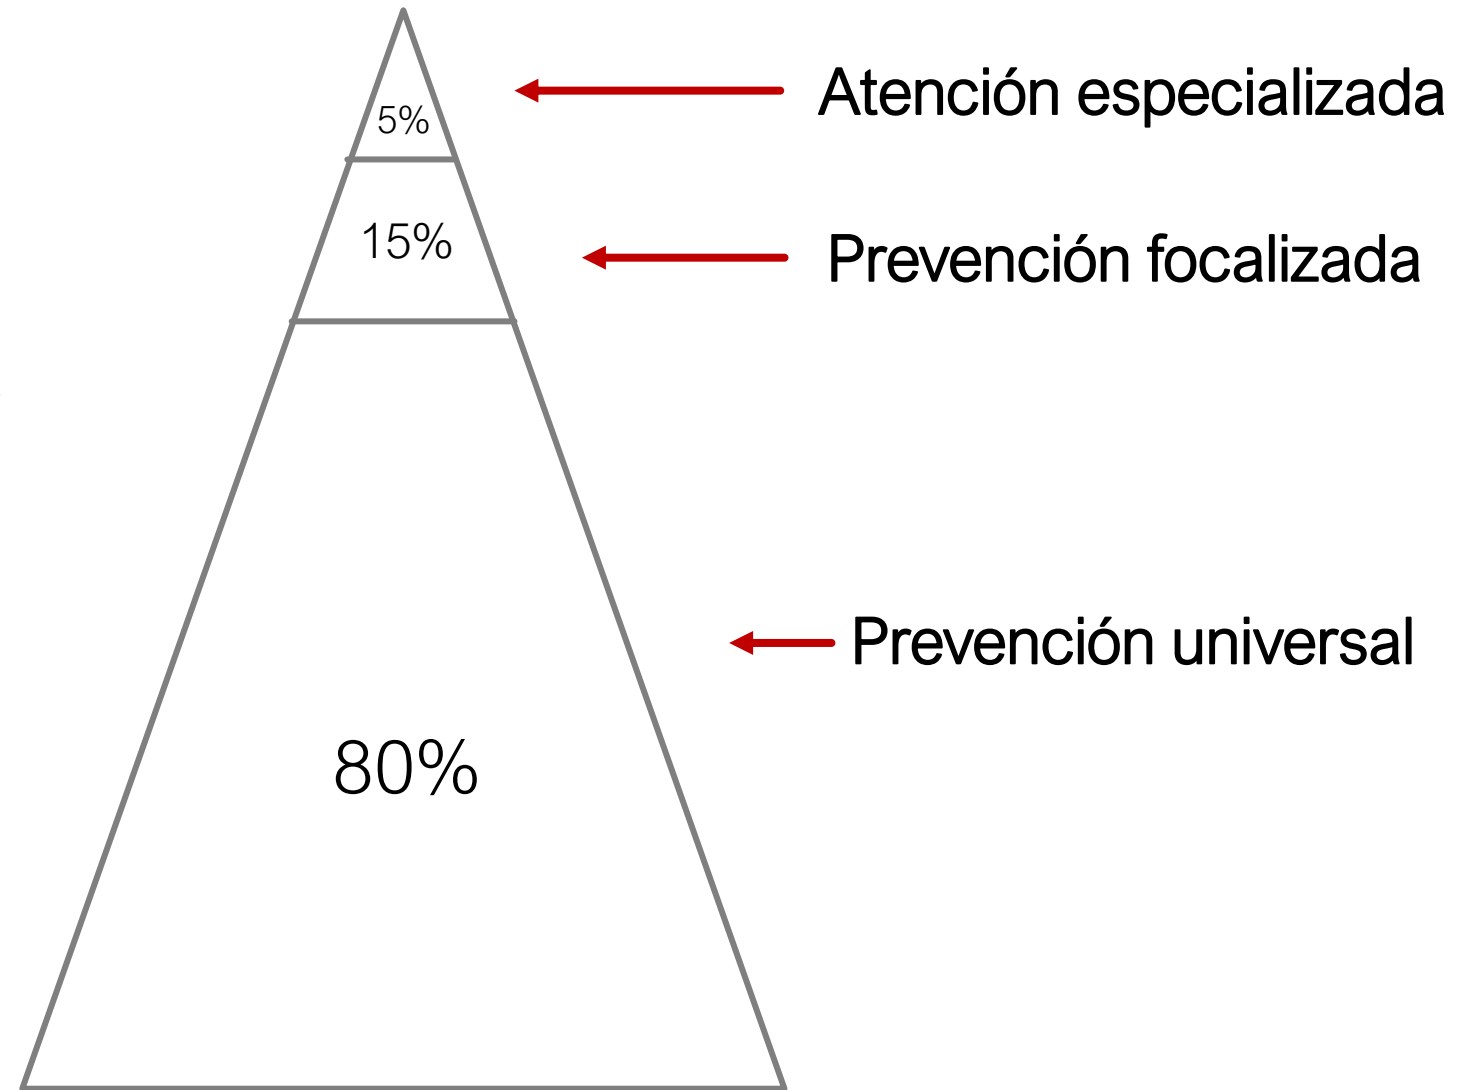 5%
Atención especializada
15%
Prevención focalizada
Prevención universal
80%